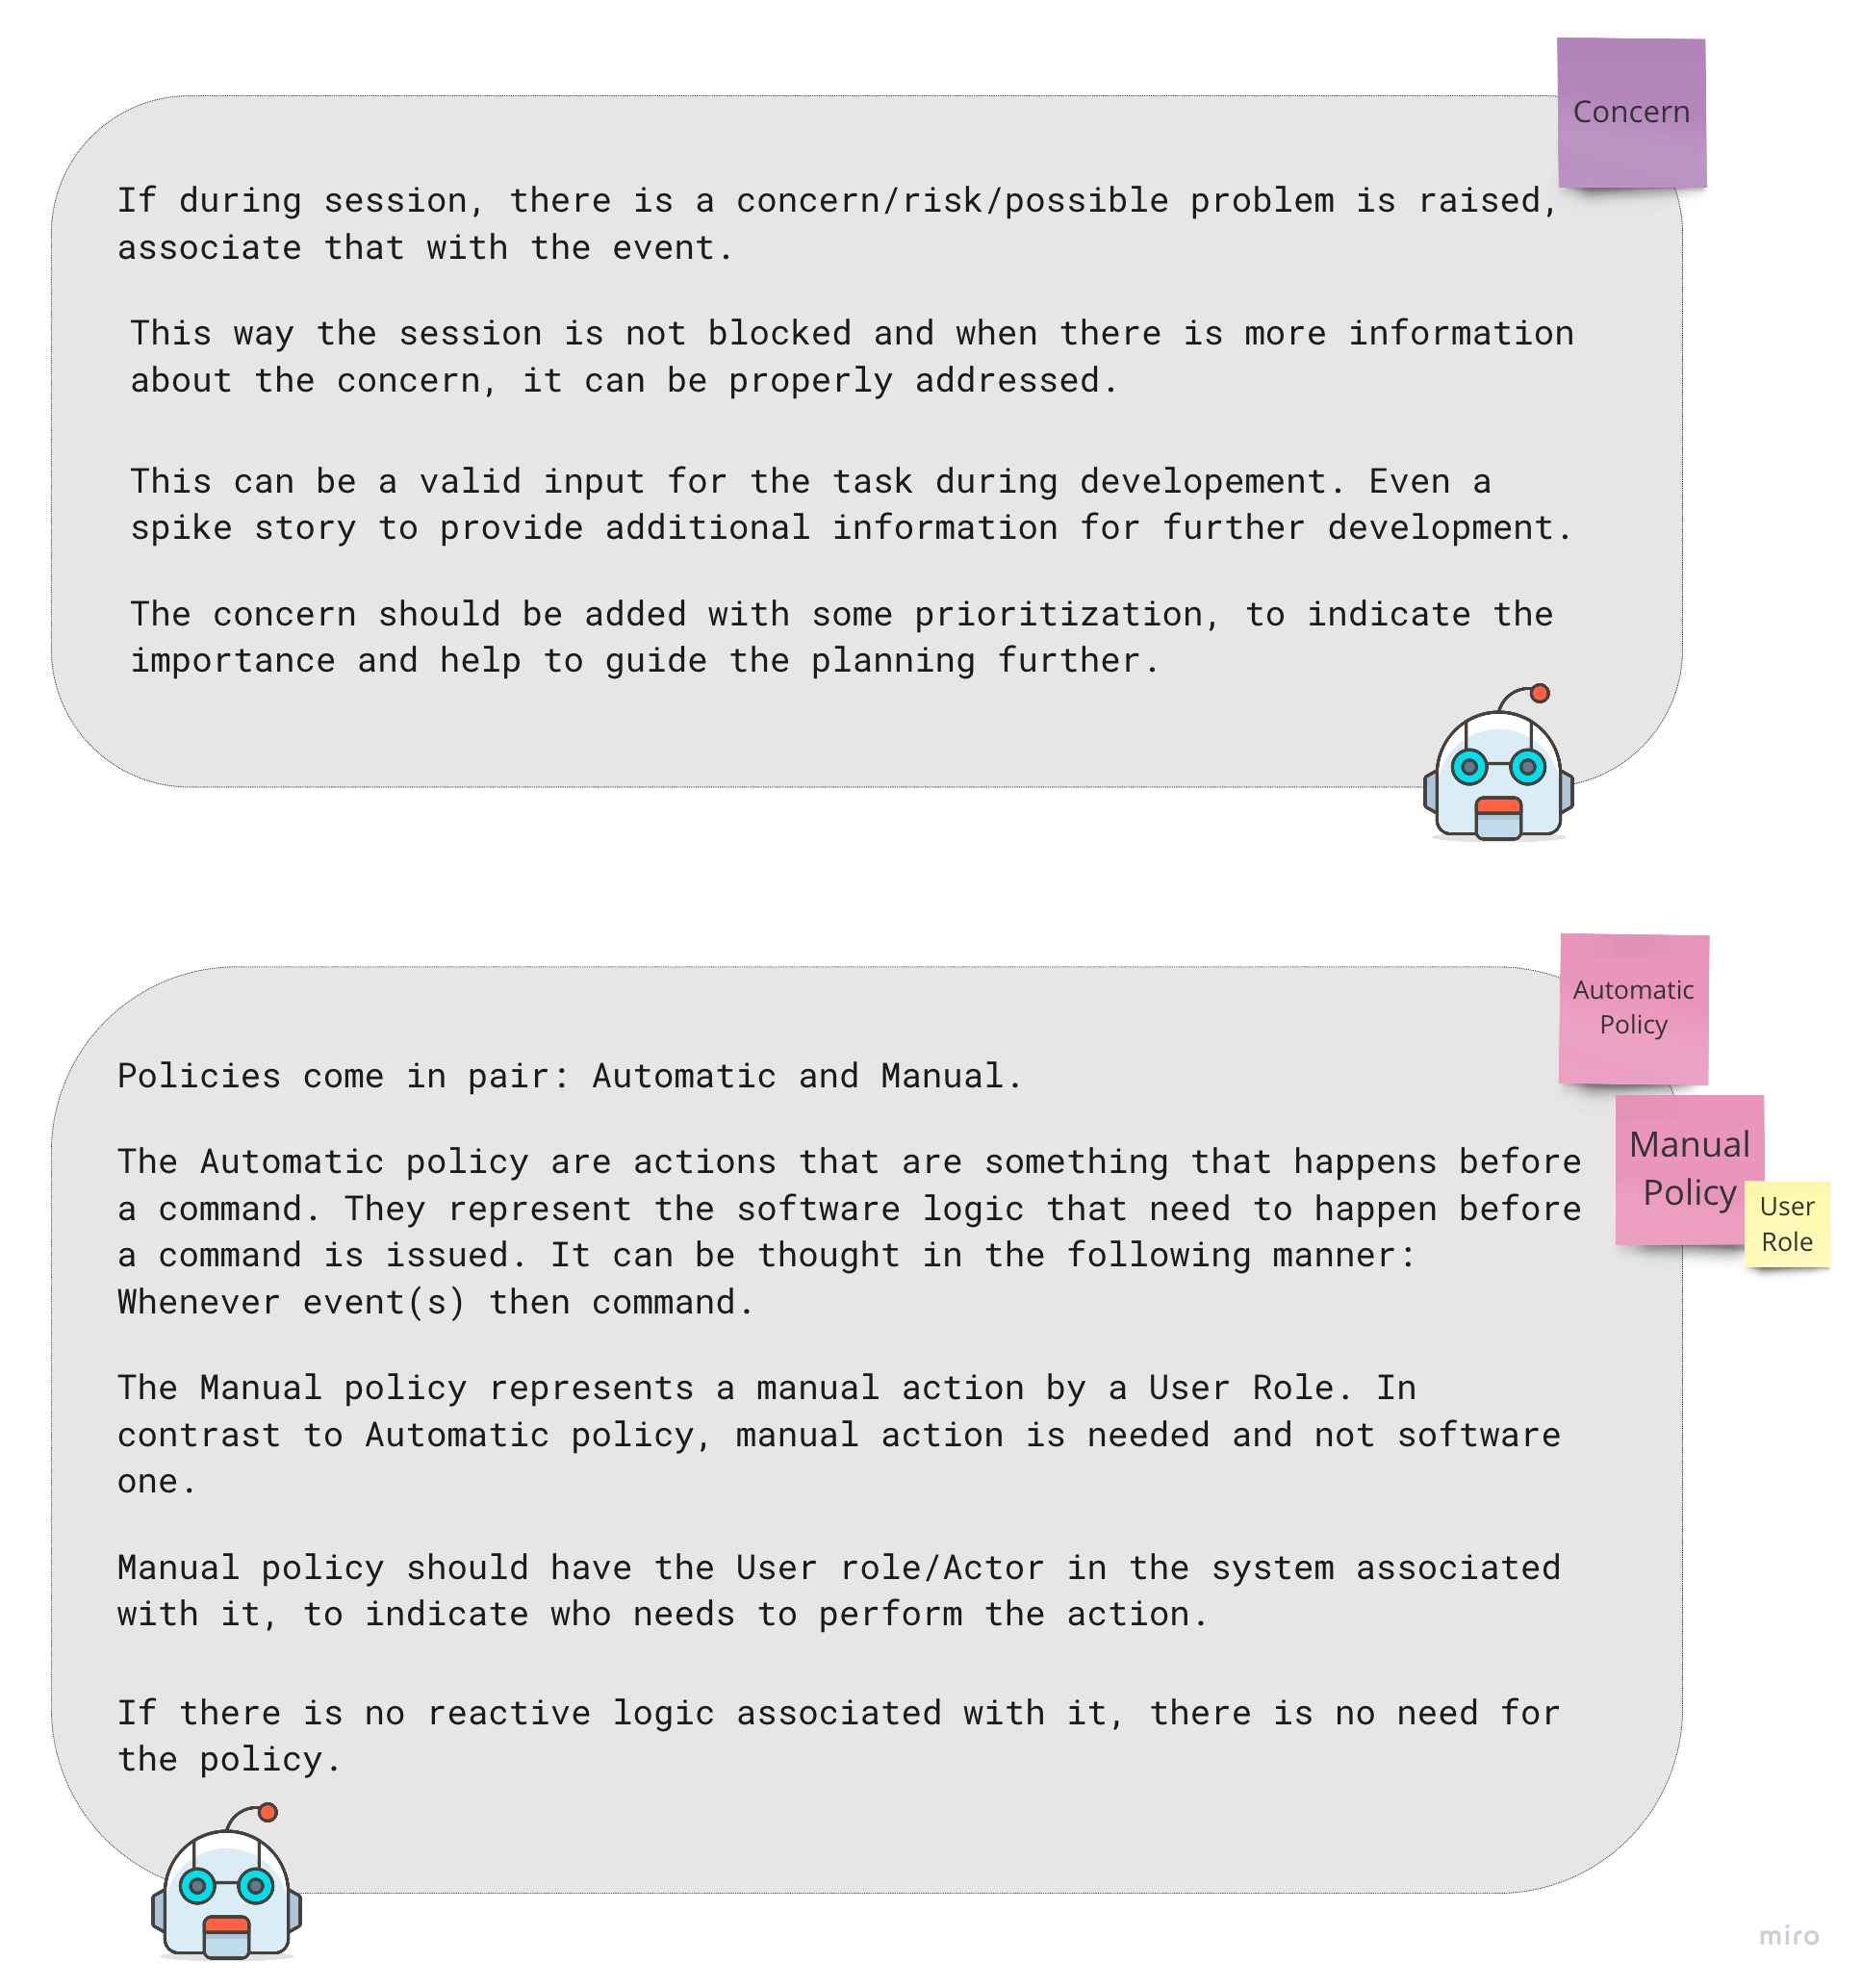 Concern
If during session, there is a concern/risk/possible problem is raised,
associate that with the event.
This way the session is not blocked and when there is more information
about the concern, it can be properly addressed.
This can be a valid input for the task during developement. Even a
spike story to provide additional information for further development.
The concern should be added with some prioritization, to indicate the
importance and help to guide the planning further.
Automatic
Policy
Manual
Policy
User
Role
Policies come in pair: Automatic and Manual.
The Automatic policy are actions that are something that happens before
a command. They represent the software logic that need to happen before
a command is issued. It can be thought in the following manner:
Whenever event(s) then command.
The Manual policy represents a manual action by a User Role. In
contrast to Automatic policy, manual action is needed and not software
one.
Manual policy should have the User role/Actor in the system associated
with it, to indicate who needs to perform the action.
If there is no reactive logic associated with it, there is no need for
the policy.
miro